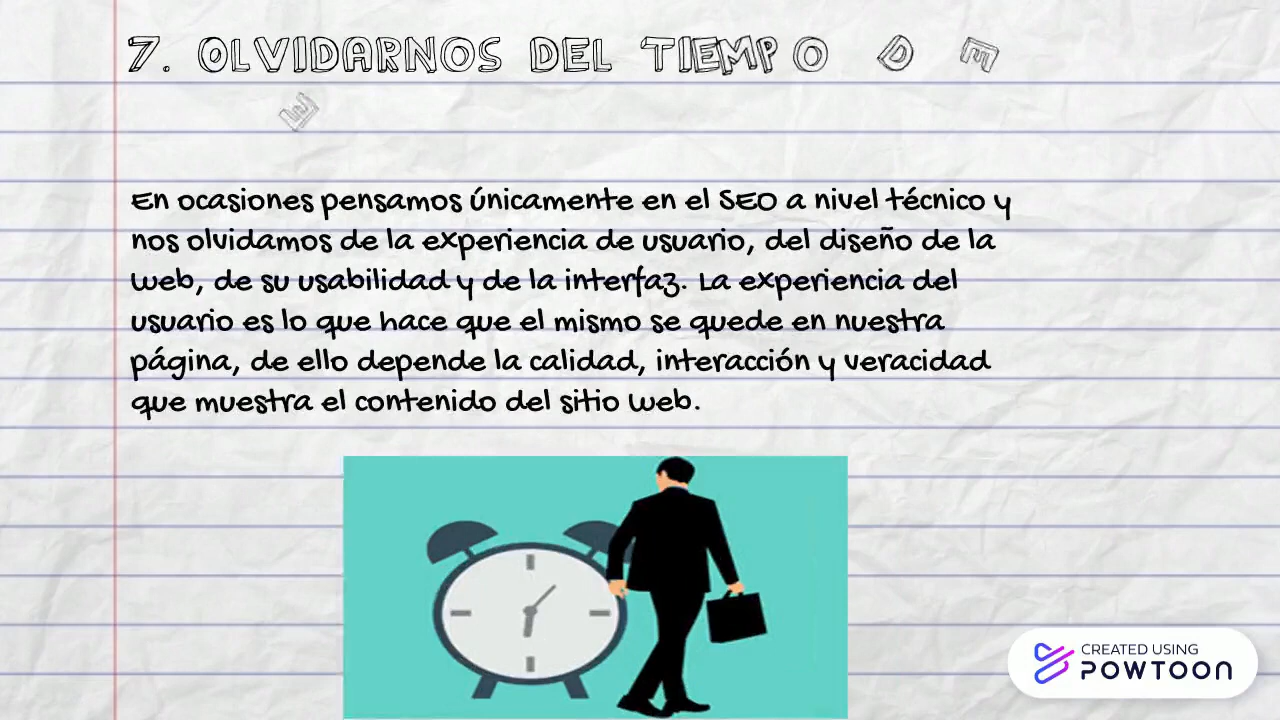 7. OLVIDARNOS DEL TIEMPO DE
E
En ocasiones pensamos únicamente en el SEO a nivel técnico y
nos olvidamos de la experiencia de usuario, del diseño de la
web, de su usabilidad y de la interfaz. La experiencia del
usuario es lo que hace que el mismo se quede en nuestra
página, de ello depende la calidad, interacción y veracidad
que muestra el contenido del sitio web.
CREATED USING
POWTOON